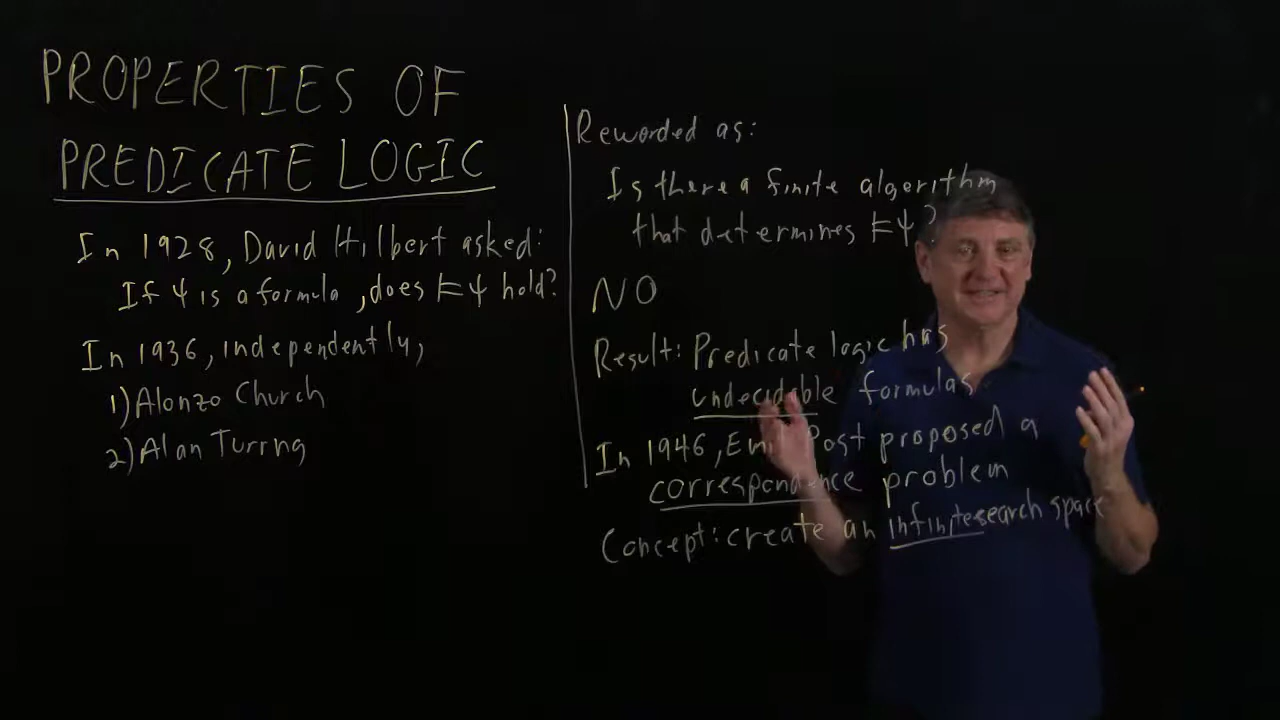 PROPERTIES OF
PREDICATE LOGIC
In 1928, David Hilbert asked:
If ψ is a formula, does ⊨ψ hold?
In 1936, independently,
1) Alonzo Church
2) Alan Turing
Reworded as:
Is there a finite algorithm
that determines ⊨ψ?
NO
Result: Predicate logic has
undecidable formulas
In 1946, Emil Post proposed a
correspondence problem
Concept: create an infinite search space